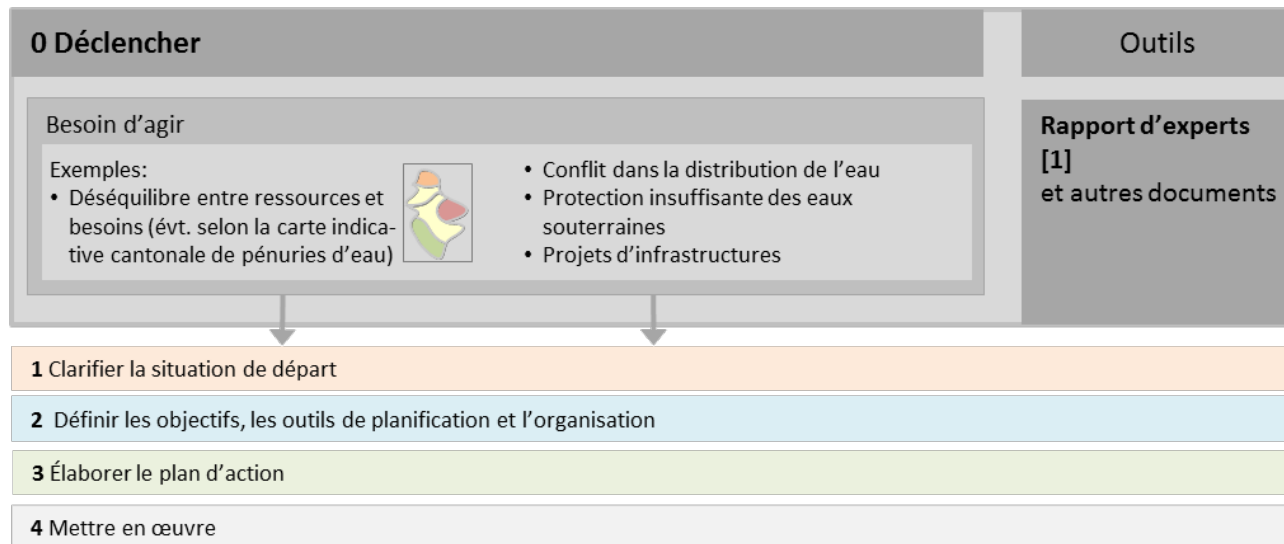 0 Déclencher
Outils
Besoin d'agir
Exemples:
• Déséquilibre entre ressources et
besoins (évt. selon la carte indica-
tive cantonale de pénuries d'eau)
• Conflit dans la distribution de l'eau
• Protection insuffisante des eaux
souterraines
• Projets d'infrastructures
Rapport d'experts
[1]
et autres documents
1 Clarifier la situation de départ
2 Définir les objectifs, les outils de planification et l'organisation
3 Élaborer le plan d'action
4 Mettre en œuvre